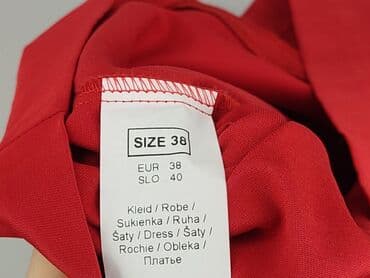 SIZE 38
EUR 38
SLO 40
Kleid / Robe /
Sukienka / Ruha /
Šaty / Dress / Šaty /
Rochie / Obleka /
Платье